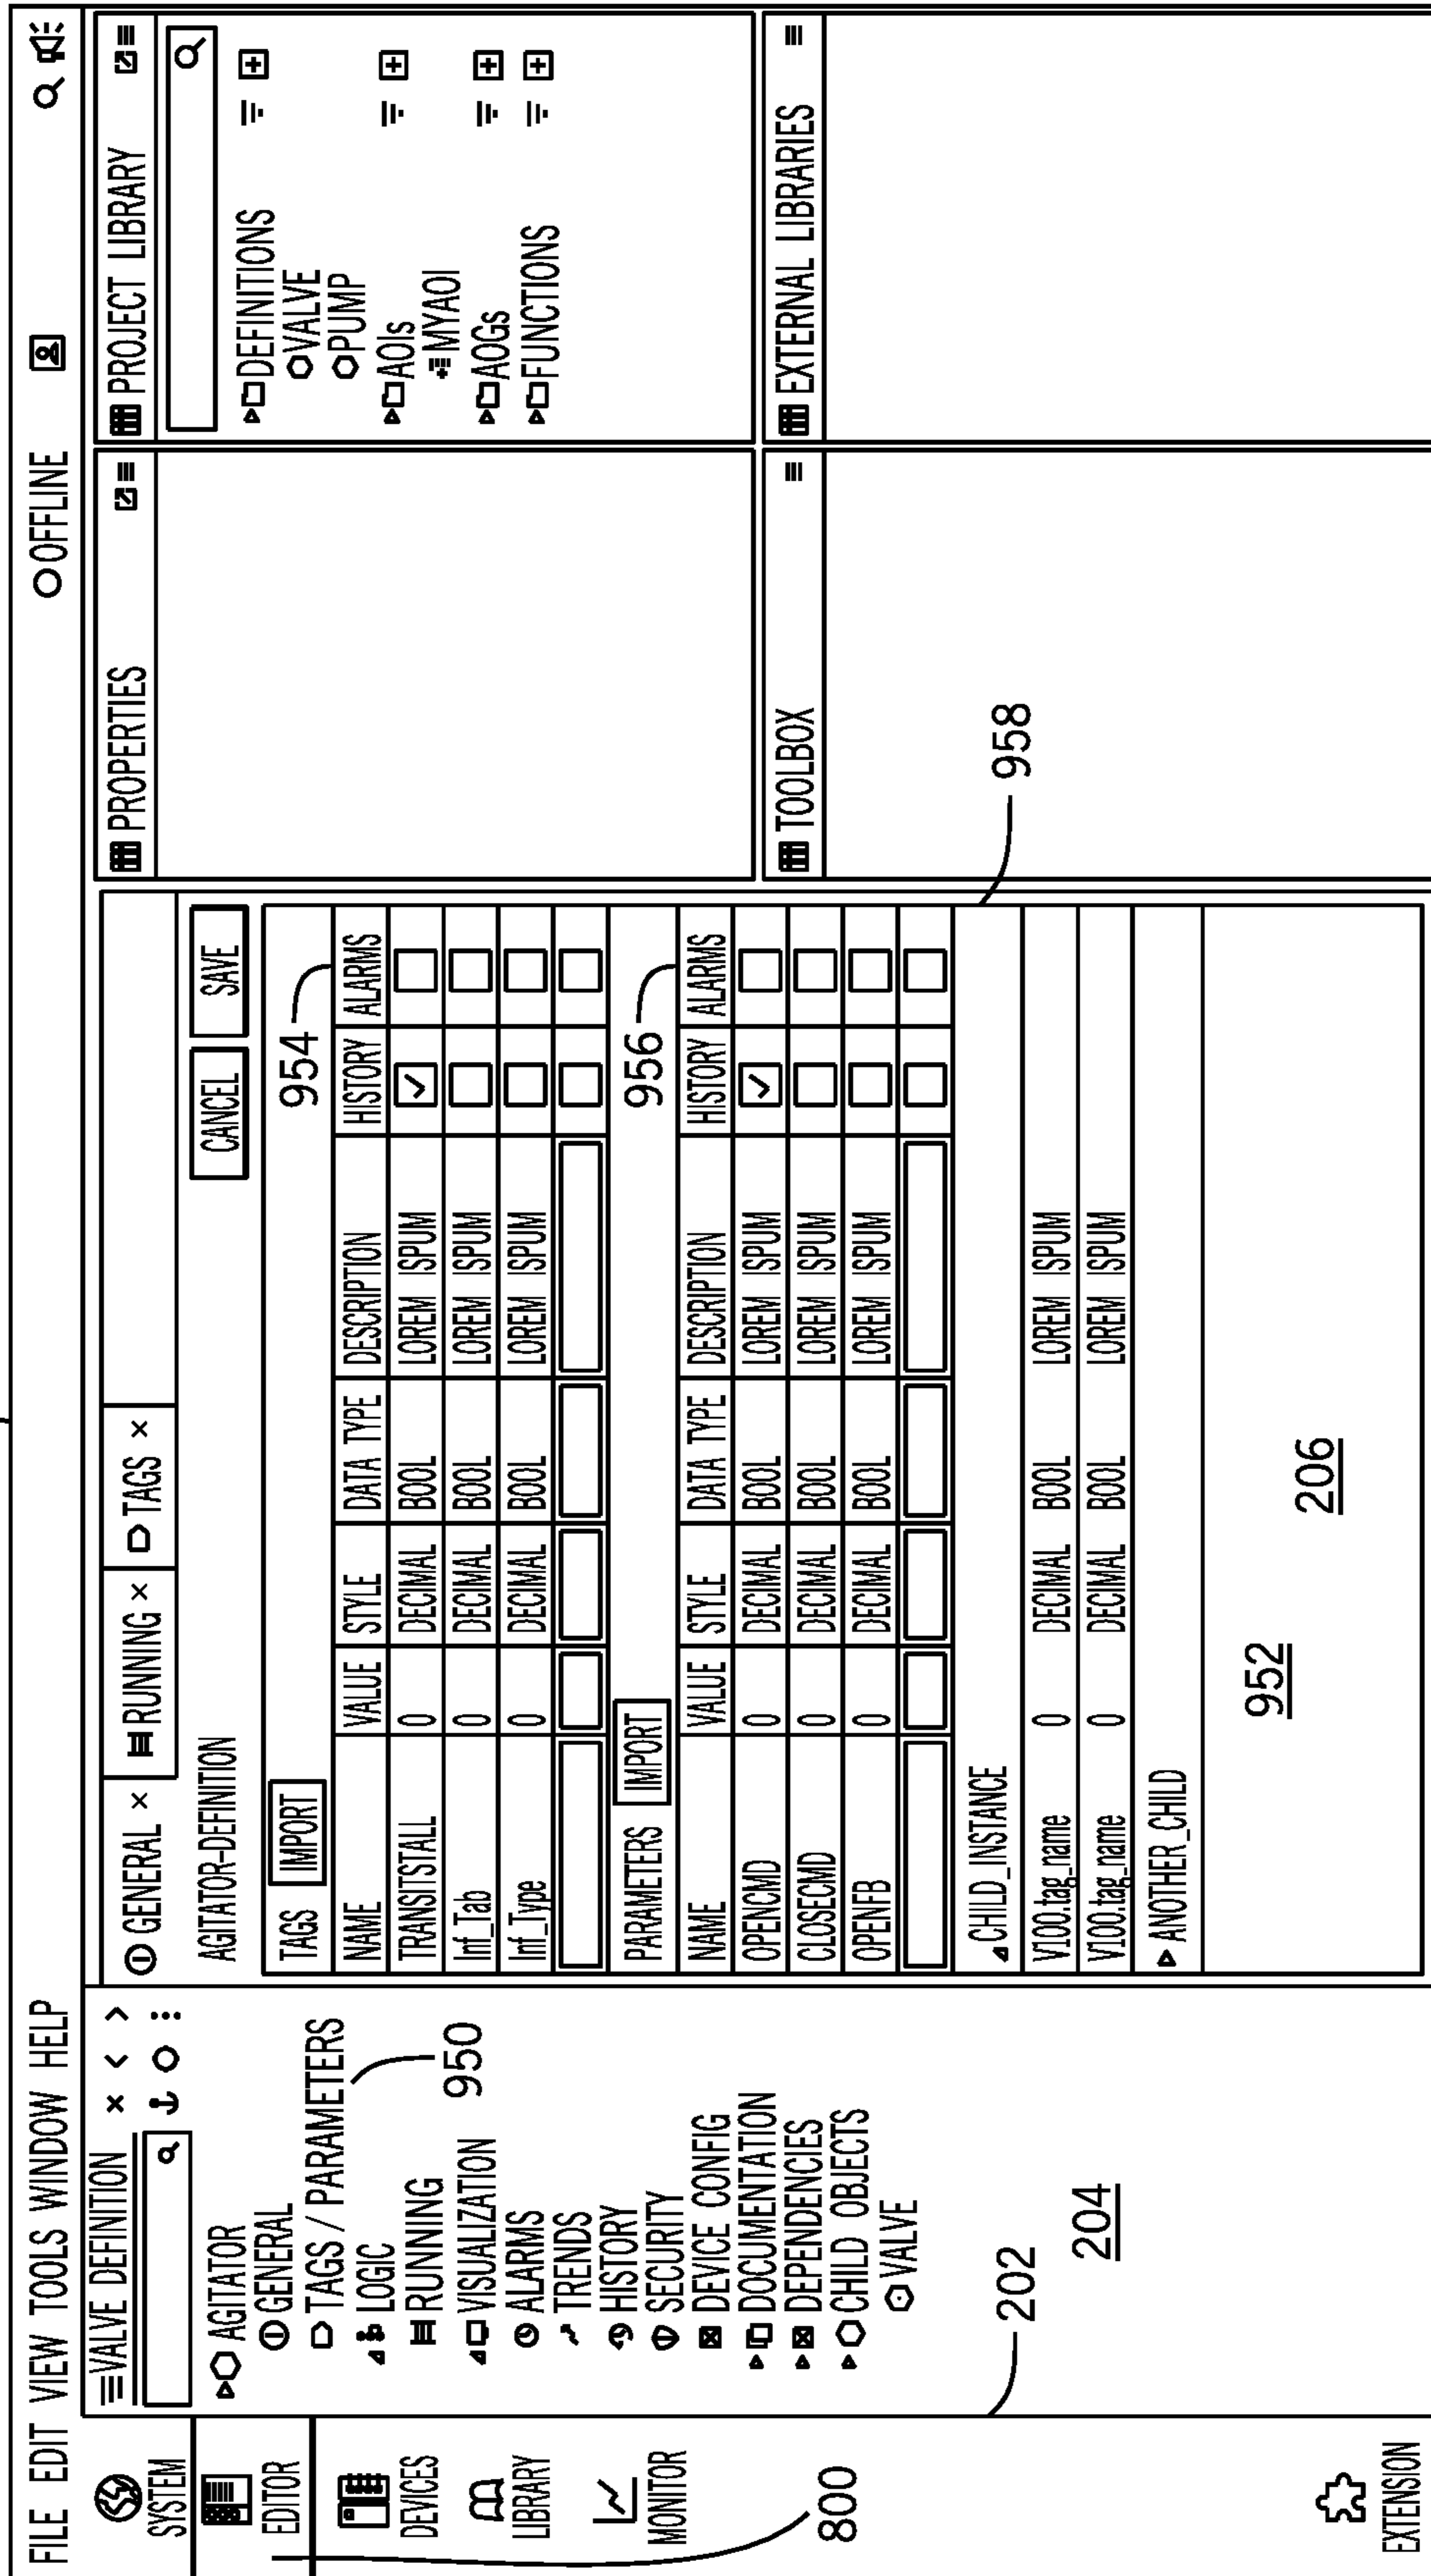 FILE EDIT VIEW TOOLS WINDOW HELP
OFFLINE
SYSTEM
EDITOR
DEVICES
LIBRARY
MONITOR
800
EXTENSION
VALVE DEFINITION
AGITATOR
GENERAL
TAGS / PARAMETERS
LOGIC
RUNNING
VISUALIZATION
ALARMS
TRENDS
HISTORY
SECURITY
DEVICE CONFIG
DOCUMENTATION
DEPENDENCIES
CHILD OBJECTS
VALVE
950
202
204
GENERAL × RUNNING × TAGS ×
AGITATOR-DEFINITION CANCEL SAVE
TAGS IMPORT 954
NAME VALUE STYLE DATA TYPE DESCRIPTION HISTORY ALARMS
TRANSITSTALL 0 DECIMAL BOOL LOREM ISPUM
Inf_Tab 0 DECIMAL BOOL LOREM ISPUM
Inf_Type 0 DECIMAL BOOL LOREM ISPUM
PARAMETERS IMPORT 956
NAME VALUE STYLE DATA TYPE DESCRIPTION HISTORY ALARMS
OPENCMD 0 DECIMAL BOOL LOREM ISPUM
CLOSECMD 0 DECIMAL BOOL LOREM ISPUM
OPENFB 0 DECIMAL BOOL LOREM ISPUM
CHILD_INSTANCE
V100.tag_name 0 DECIMAL BOOL LOREM ISPUM
V100.tag_name 0 DECIMAL BOOL LOREM ISPUM
ANOTHER_CHILD
958
952
206
PROPERTIES
TOOLBOX
PROJECT LIBRARY
DEFINITIONS
VALVE
PUMP
AOIs
MYAOI
AOGs
FUNCTIONS
EXTERNAL LIBRARIES